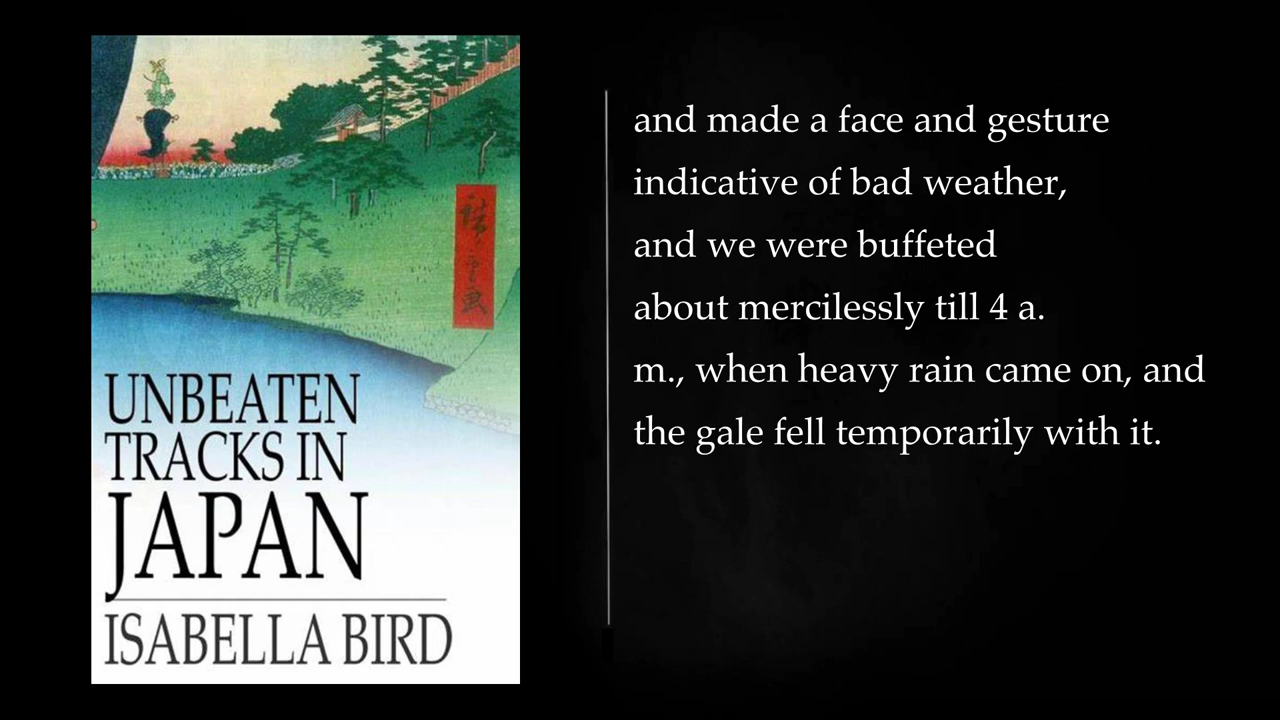 UNBEATEN
TRACKS IN
JAPAN
ISABELLA BIRD
and made a face and gesture
indicative of bad weather,
and we were buffeted
about mercilessly till 4 a.
m., when heavy rain came on, and
the gale fell temporarily with it.